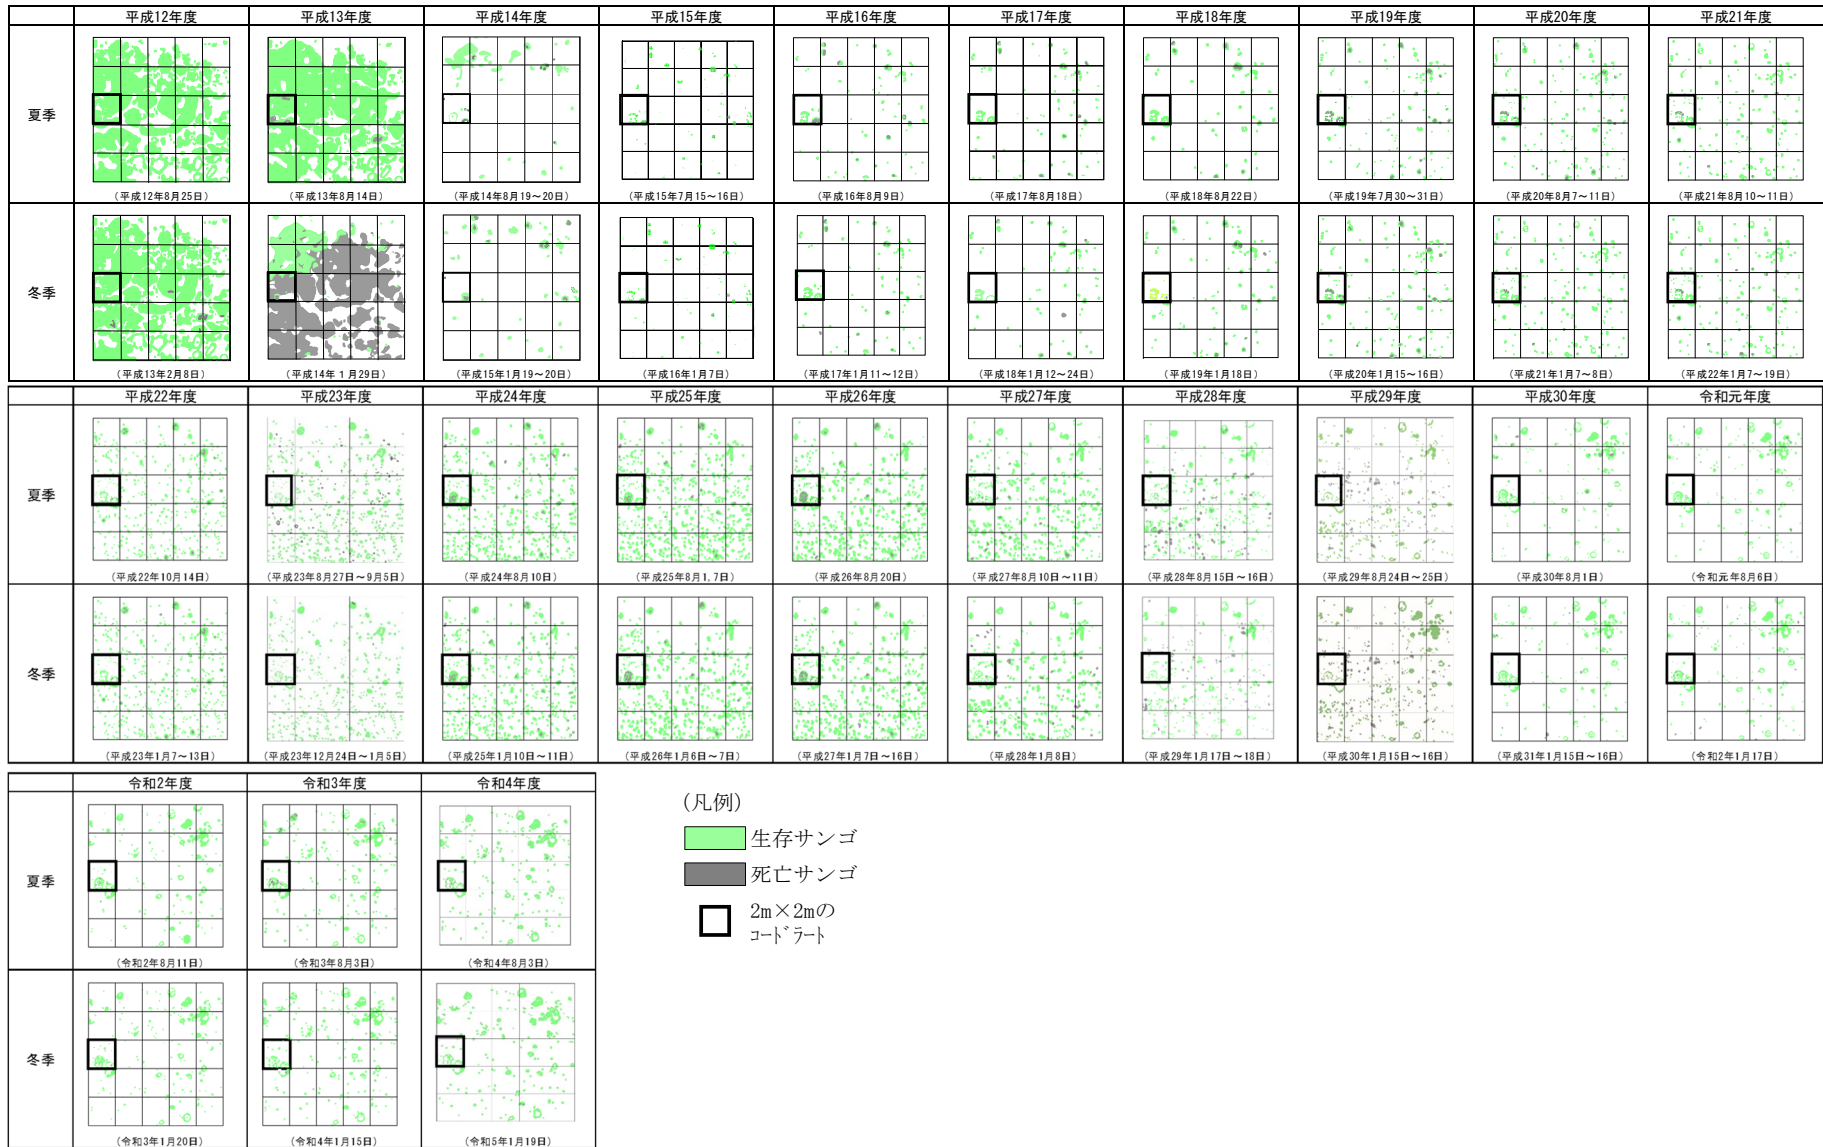 平成12年度 平成13年度 平成14年度 平成15年度 平成16年度 平成17年度 平成18年度 平成19年度 平成20年度 平成21年度
夏季
(平成12年8月25日) (平成13年8月14日) (平成14年8月19～20日) (平成15年7月15～16日) (平成16年8月9日) (平成17年8月18日) (平成18年8月22日) (平成19年7月30～31日) (平成20年8月7～11日) (平成21年8月10～11日)
冬季
(平成13年2月8日) (平成14年１月29日) (平成15年1月19～20日) (平成16年1月7日) (平成17年1月11～12日) (平成18年1月12～24日) (平成19年1月18日) (平成20年1月15～16日) (平成21年1月7～8日) (平成22年1月7～19日)
平成22年度 平成23年度 平成24年度 平成25年度 平成26年度 平成27年度 平成28年度 平成29年度 平成30年度 令和元年度
夏季
(平成22年10月14日) (平成23年8月27日～9月5日) (平成24年8月10日) (平成25年8月1,7日) (平成26年8月20日) (平成27年8月10日～11日) (平成28年8月15日～16日) (平成29年8月24日～25日) (平成30年8月1日) (令和元年8月6日)
冬季
(平成23年1月7～13日) (平成23年12月24日～1月5日) (平成25年1月10日～11日) (平成26年1月6日～7日) (平成27年1月7日～16日) (平成28年1月8日) (平成29年1月17日～18日) (平成30年1月15日～16日) (平成31年1月15日～16日) (令和2年1月17日)
令和2年度 令和3年度 令和4年度
夏季
(令和2年8月11日) (令和3年8月3日) (令和4年8月3日)
冬季
(令和3年1月20日) (令和4年1月15日) (令和5年1月19日)
(凡例)
生存サンゴ
死亡サンゴ
2m×2mの
ｺｰﾄﾞﾗｰﾄ